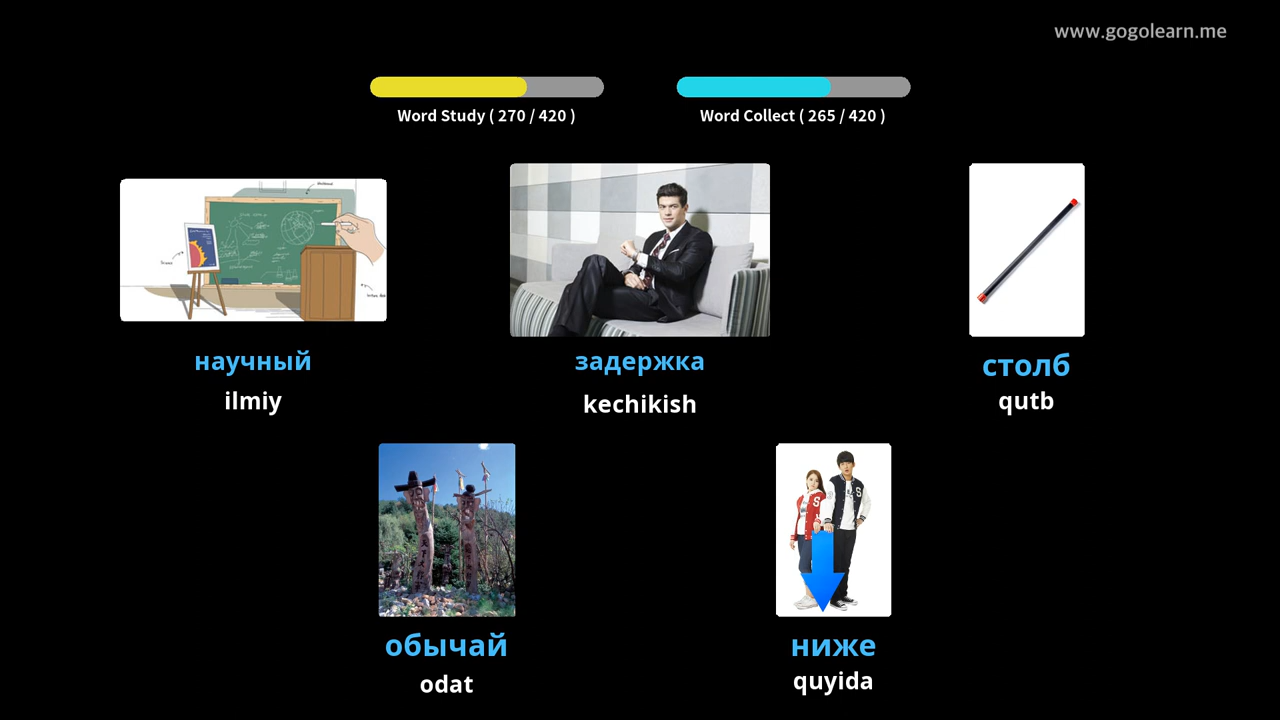 www.gogolearn.me
Word Study ( 270 / 420 )
Word Collect ( 265 / 420 )
научный
ilmiy
задержка
kechikish
столб
qutb
обычай
odat
ниже
quyida